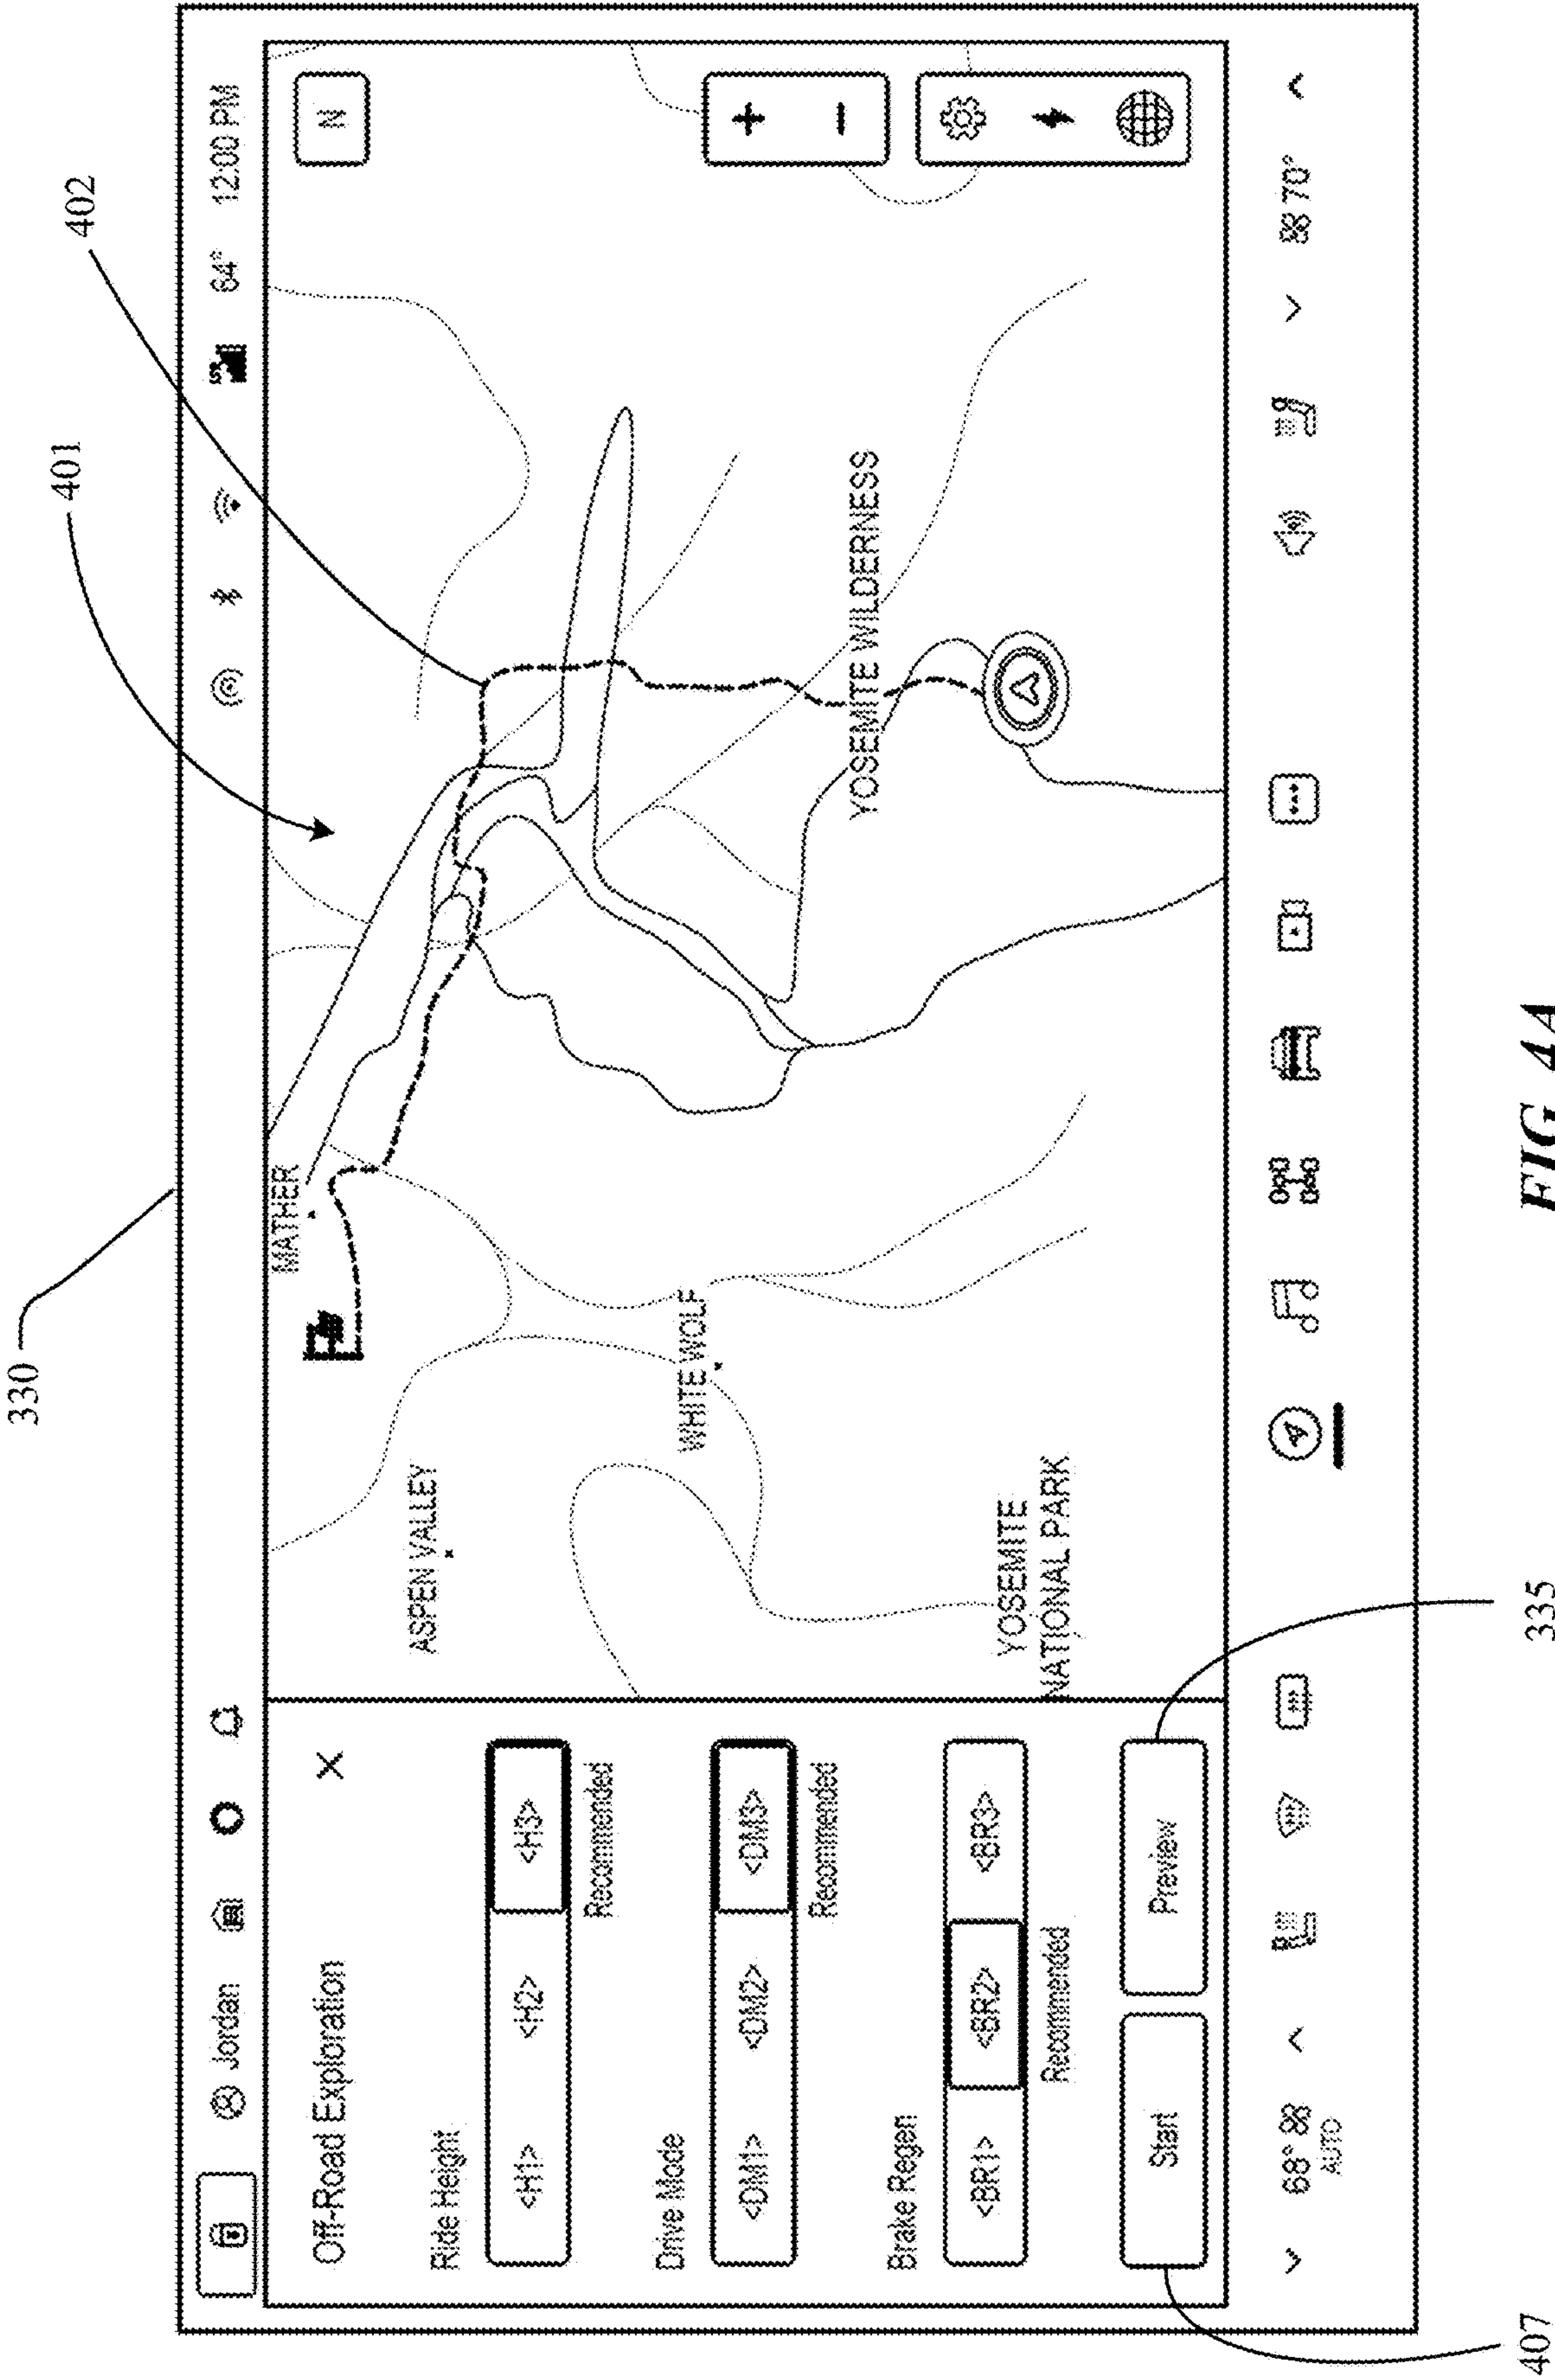 330
401
402
Jordan
64°
12:00 PM
Off-Road Exploration
X
Ride Height
<H1>
<H2>
<H3>
Recommended
Drive Mode
<DM1>
<DM2>
<DM3>
Recommended
Brake Regen
<BR1>
<BR2>
<BR3>
Recommended
Start
Preview
MATHER
ASPEN VALLEY
WHITE WOLF
YOSEMITE
NATIONAL PARK
YOSEMITE WILDERNESS
N
+
−
68°
AUTO
70°
407
335
FIG. 4A